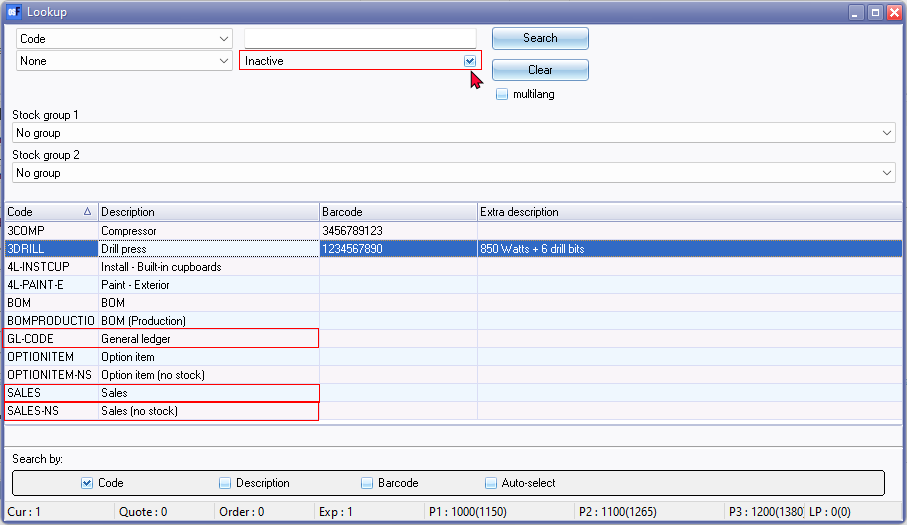 Lookup
Code
Search
None
Inactive
Clear
multilang
Stock group 1
No group
Stock group 2
No group
Code Description Barcode Extra description
3COMP Compressor 3456789123
3DRILL Drill press 1234567890 850 Watts + 6 drill bits
4L-INSTCUP Install - Built-in cupboards
4L-PAINT-E Paint - Exterior
BOM BOM
BOMPRODUCTIO BOM (Production)
GL-CODE General ledger
OPTIONITEM Option item
OPTIONITEM-NS Option item (no stock)
SALES Sales
SALES-NS Sales (no stock)
Search by:
Code Description Barcode Auto-select
Cur : 1 Quote : 0 Order : 0 Exp : 1 P1 : 1000(1150) P2 : 1100(1265) P3 : 1200(1380) LP : 0(0)